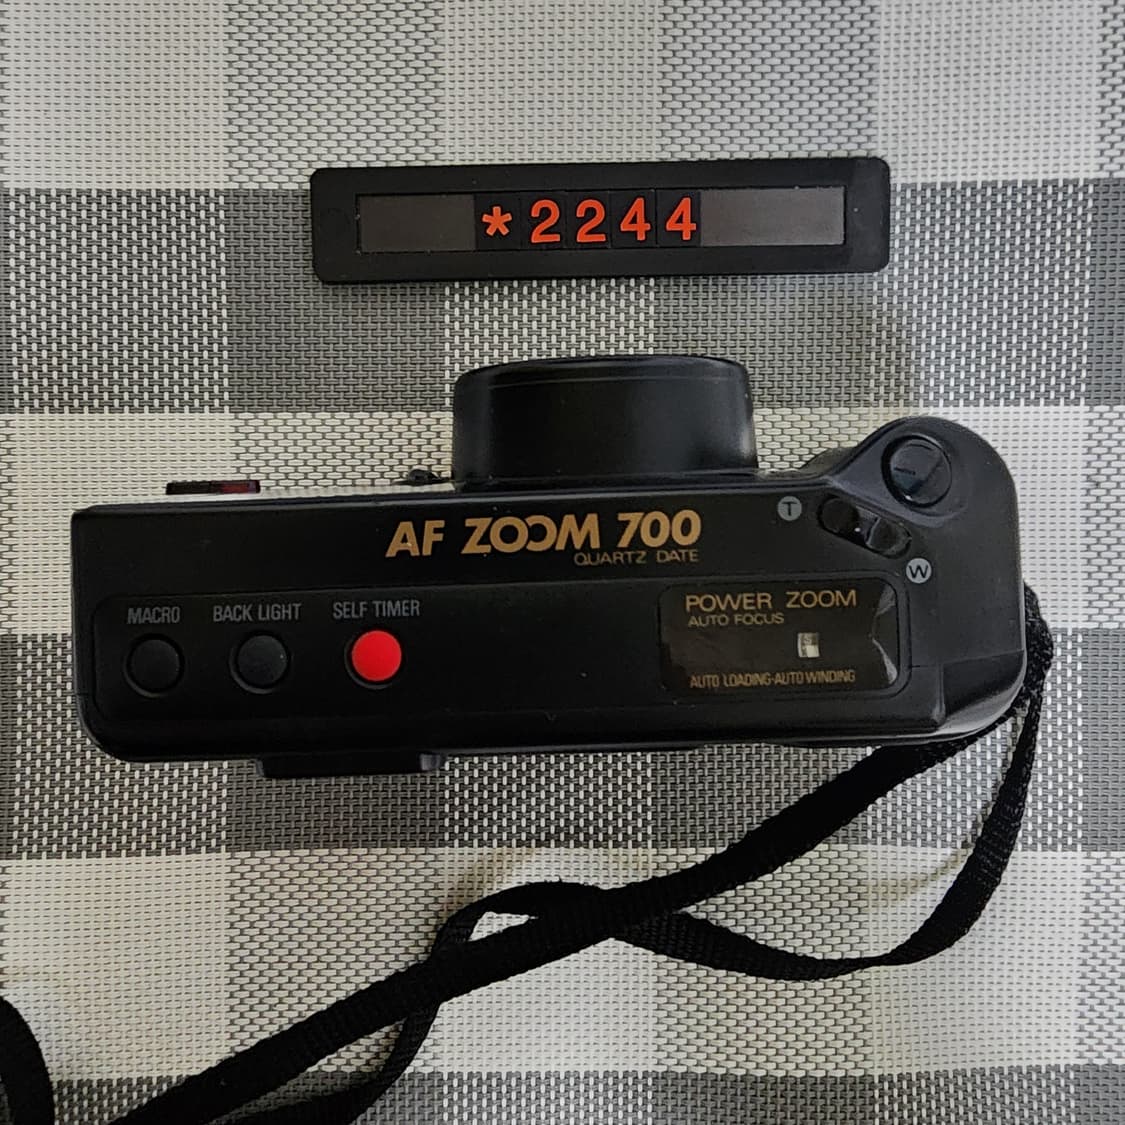 *2244
AF ZOOM 700
QUARTZ DATE
T
W
MACRO
BACK LIGHT
SELF TIMER
POWER ZOOM
AUTO FOCUS
S
AUTO LOADING-AUTO WINDING